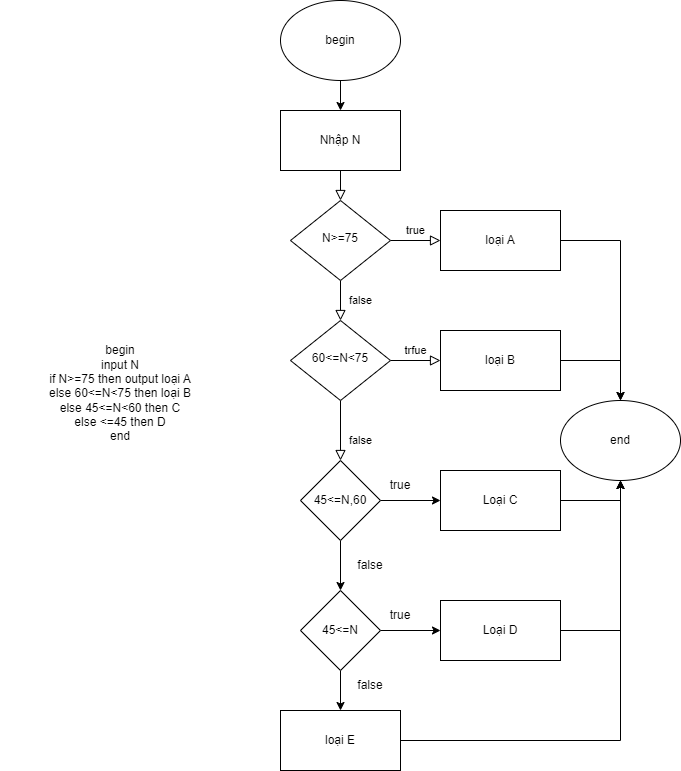 begin
Nhập N
N>=75
true
loại A
false
60<=N<75
trfue
loại B
begin
input N
if N>=75 then output loại A
else 60<=N<75 then loại B
else 45<=N<60 then C
else <=45 then D
end
false
end
45<=N,60
true
Loại C
false
45<=N
true
Loại D
false
loại E